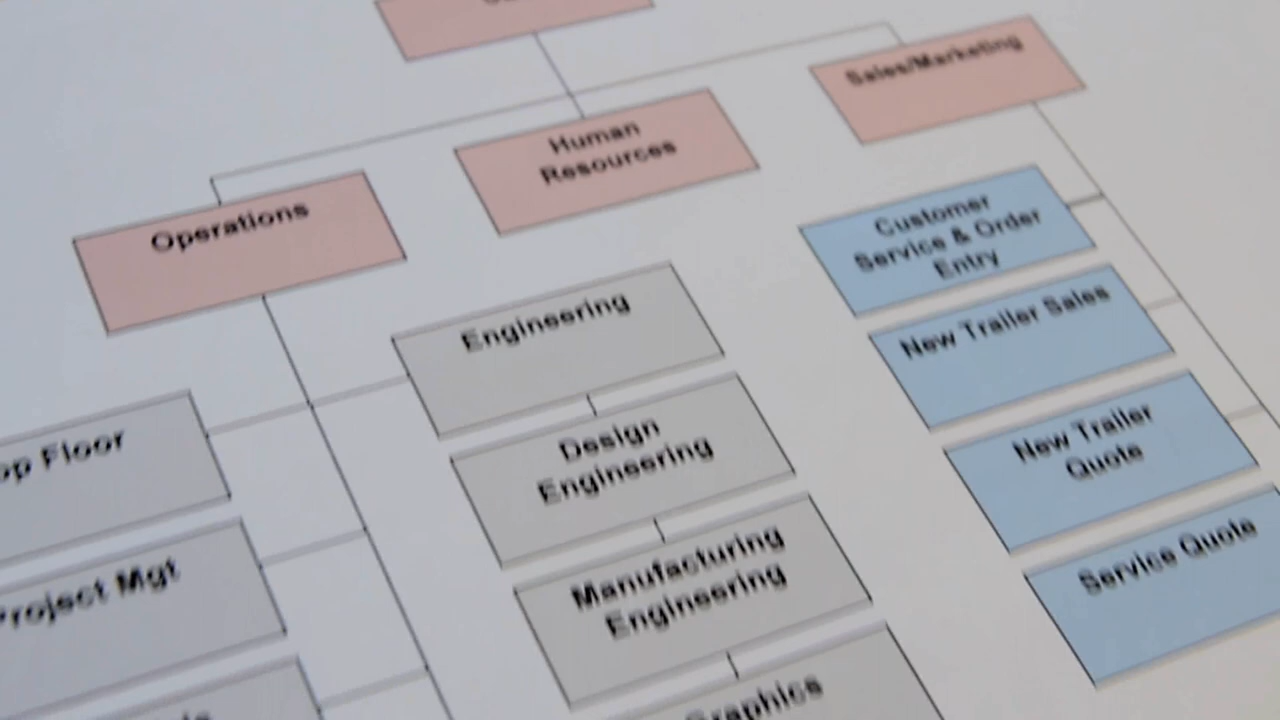 Sales/Marketing
Human
Resources
Operations
Customer
Service & Order
Entry
New Trailer Sales
New Trailer
Quote
Service Quote
Engineering
Design
Engineering
Manufacturing
Engineering
Graphics
op Floor
Project Mgt